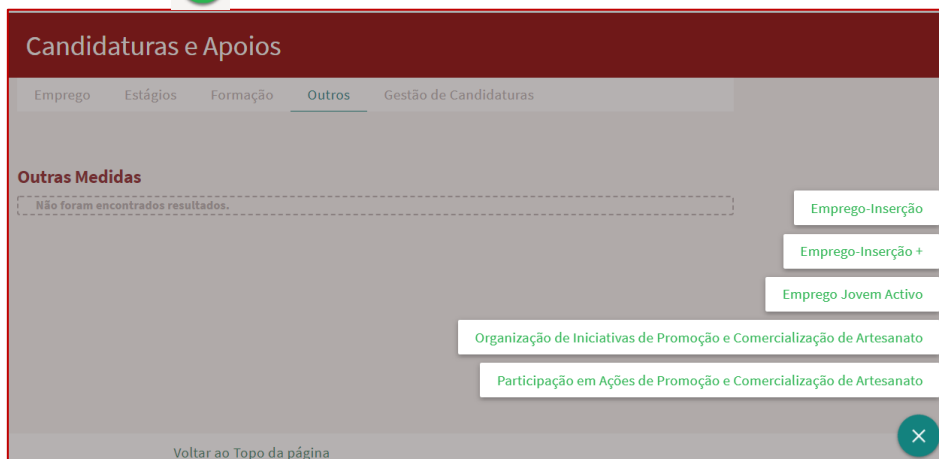 Candidaturas e Apoios
Emprego Estágios Formação Outros Gestão de Candidaturas
Outras Medidas
Não foram encontrados resultados.
Emprego-Inserção
Emprego-Inserção +
Emprego Jovem Activo
Organização de Iniciativas de Promoção e Comercialização de Artesanato
Participação em Ações de Promoção e Comercialização de Artesanato
Voltar ao Topo da página